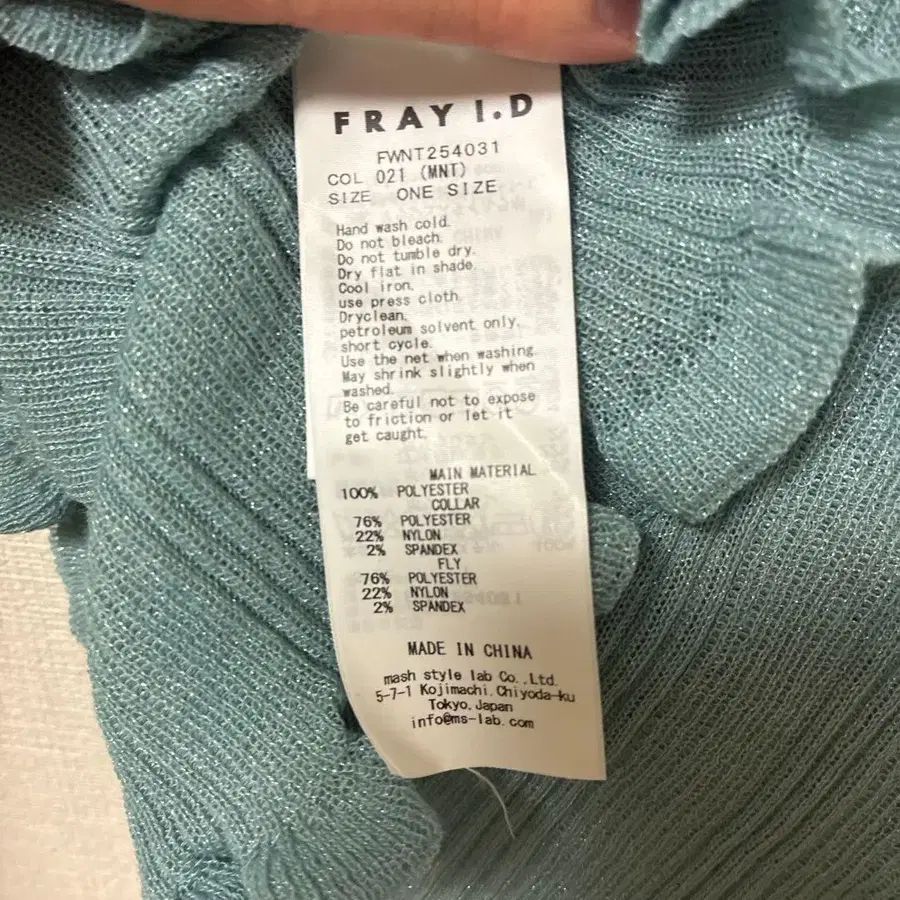 FRAY I.D
FWNT254031
COL 021 (MNT)
SIZE ONE SIZE
Hand wash cold.
Do not bleach.
Do not tumble dry.
Dry flat in shade.
Cool iron.
use press cloth.
Dryclean,
petroleum solvent only,
short cycle.
Use the net when washing.
May shrink slightly when
washed.
Be careful not to expose
to friction or let it
get caught.
MAIN MATERIAL
100% POLYESTER
COLLAR
76% POLYESTER
22% NYLON
2% SPANDEX
FLY
76% POLYESTER
22% NYLON
2% SPANDEX
MADE IN CHINA
mash style lab Co.,Ltd.
5-7-1 Kojimachi,Chiyoda-ku
Tokyo,Japan
info@ms-lab.com